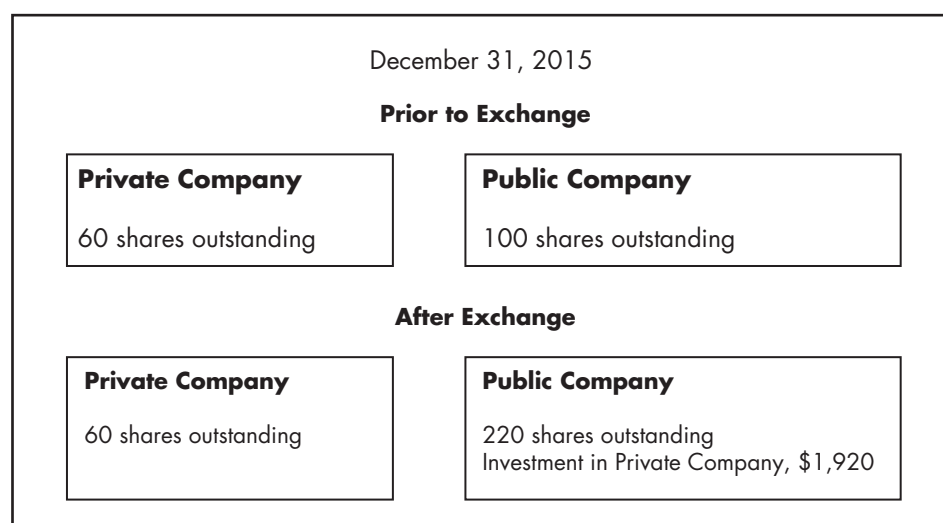 December 31, 2015
Prior to Exchange
Private Company
60 shares outstanding
Public Company
100 shares outstanding
After Exchange
Private Company
60 shares outstanding
Public Company
220 shares outstanding
Investment in Private Company, $1,920